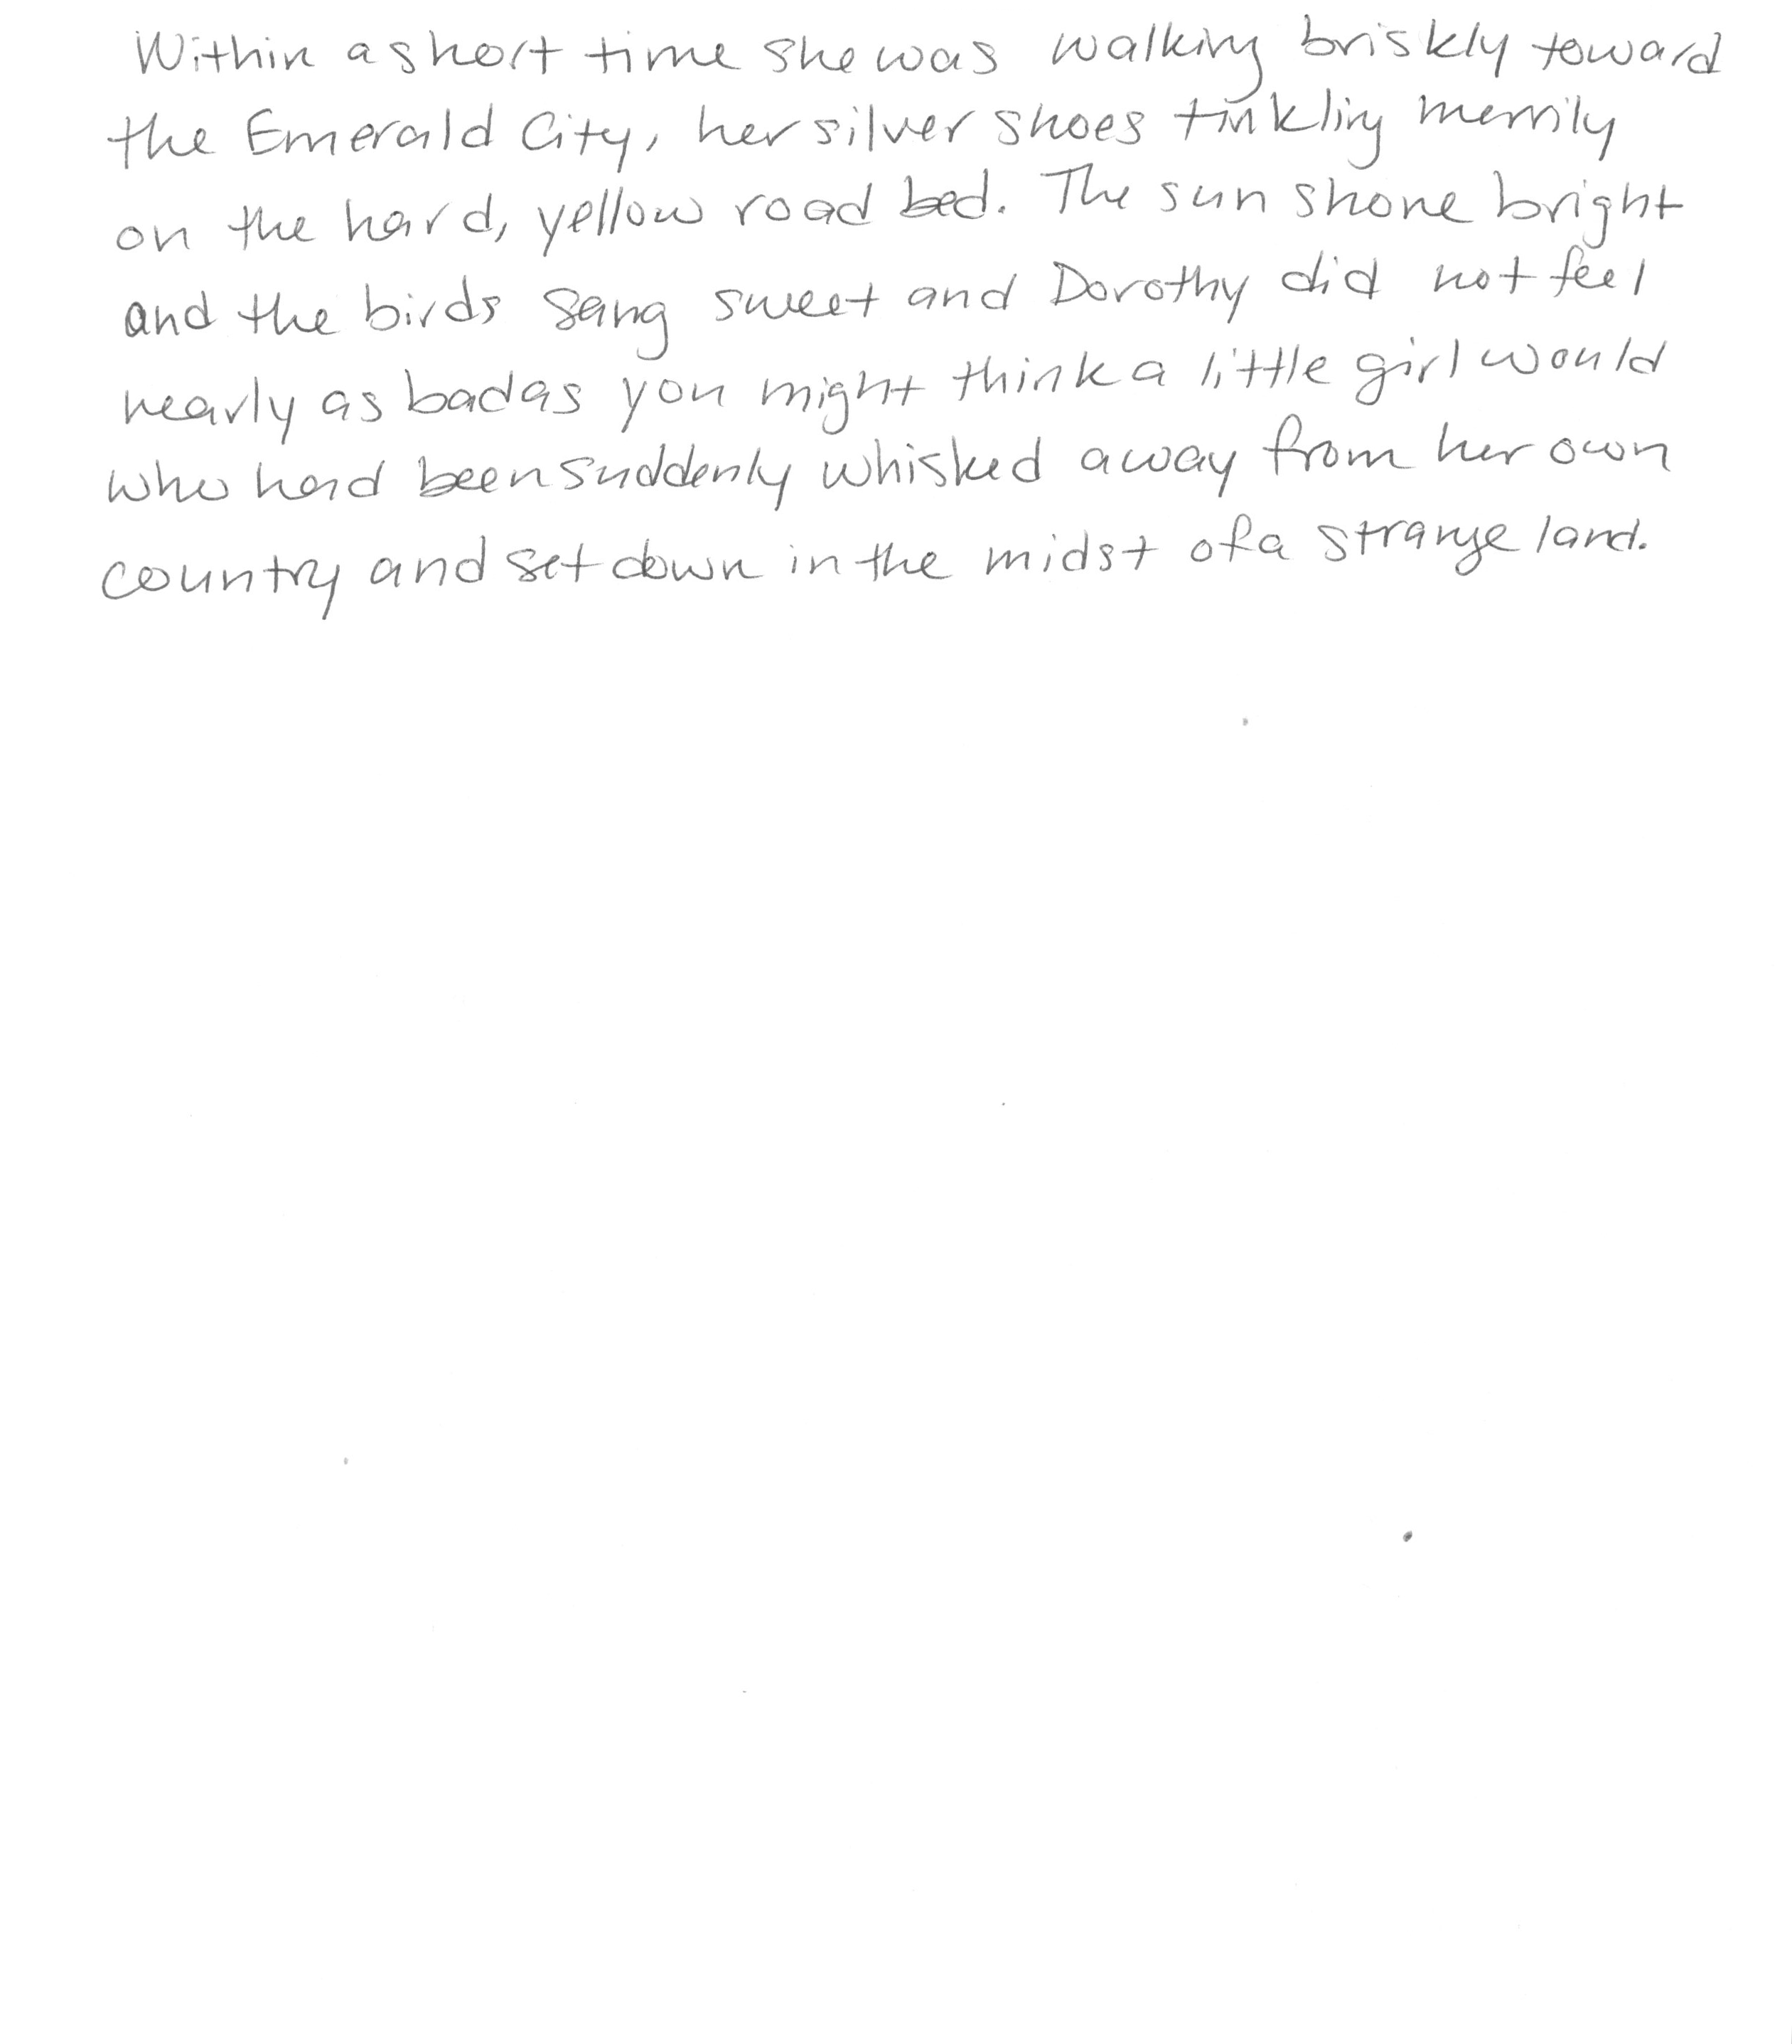 Within a short time she was walking briskly toward
the Emerald City, her silver shoes tinkling merrily
on the hard, yellow road bed. The sun shone bright
and the birds sang sweet and Dorothy did not feel
nearly as bad as you might think a little girl would
who had been suddenly whisked away from her own
country and set down in the midst of a strange land.